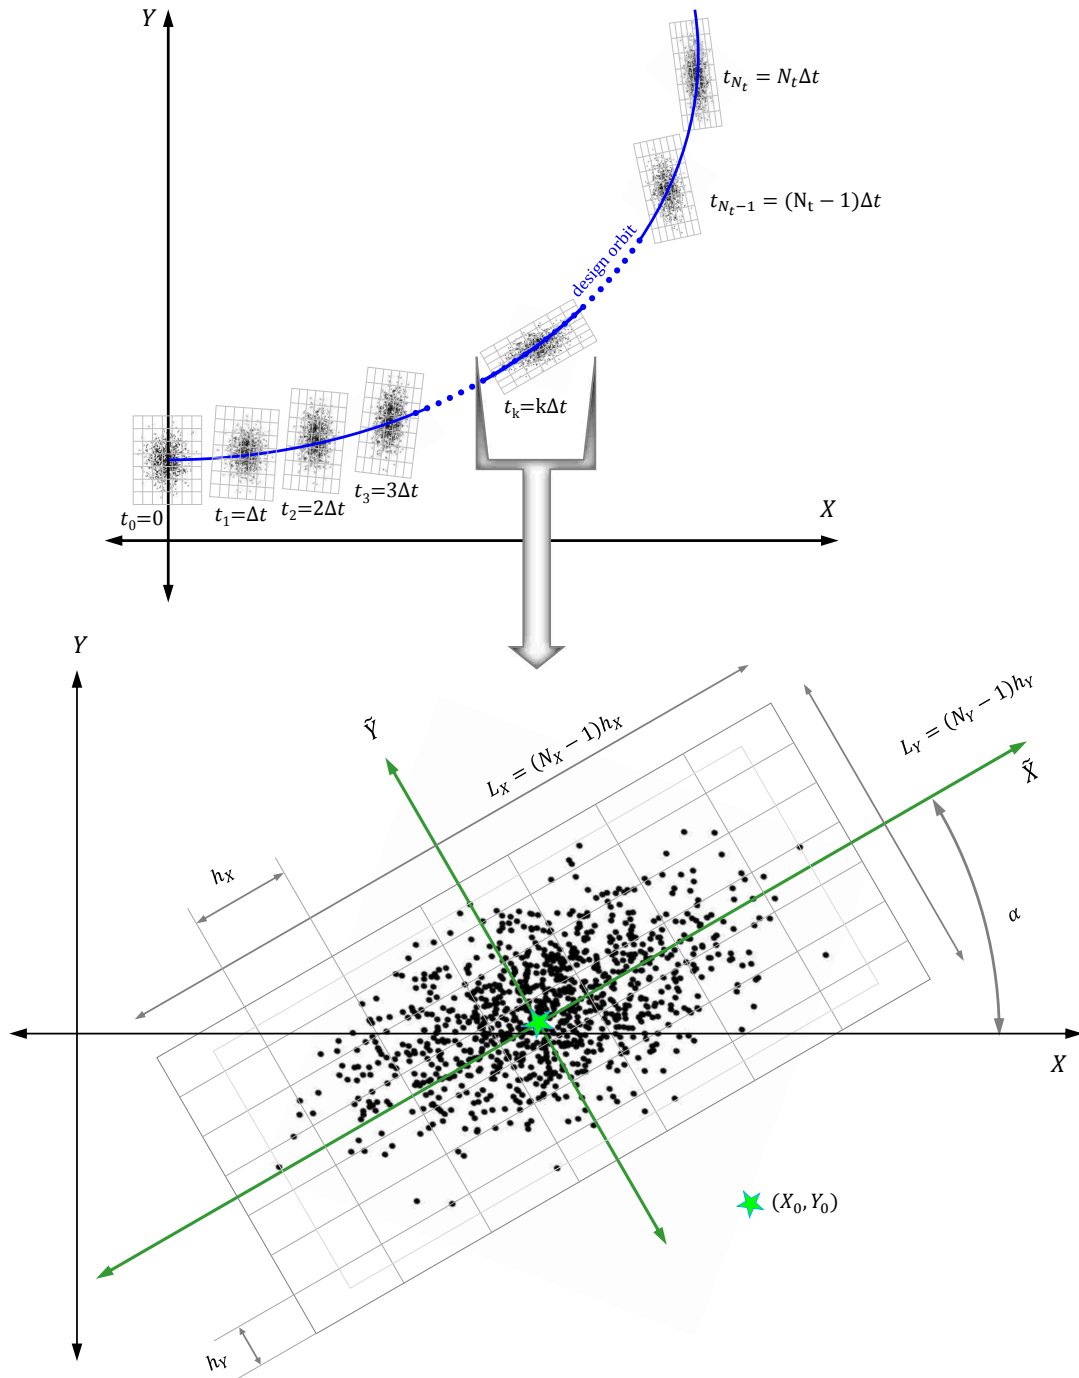 Y
t_{N_t} = N_tΔt
t_{N_t−1} = (N_t − 1)Δt
design orbit
t_k=kΔt
t_3=3Δt
t_2=2Δt
t_1=Δt
t_0=0
X
Y
Ỹ
L_X = (N_X − 1)h_X
L_Y = (N_Y − 1)h_Y
X̃
h_X
α
X
(X_0, Y_0)
h_Y